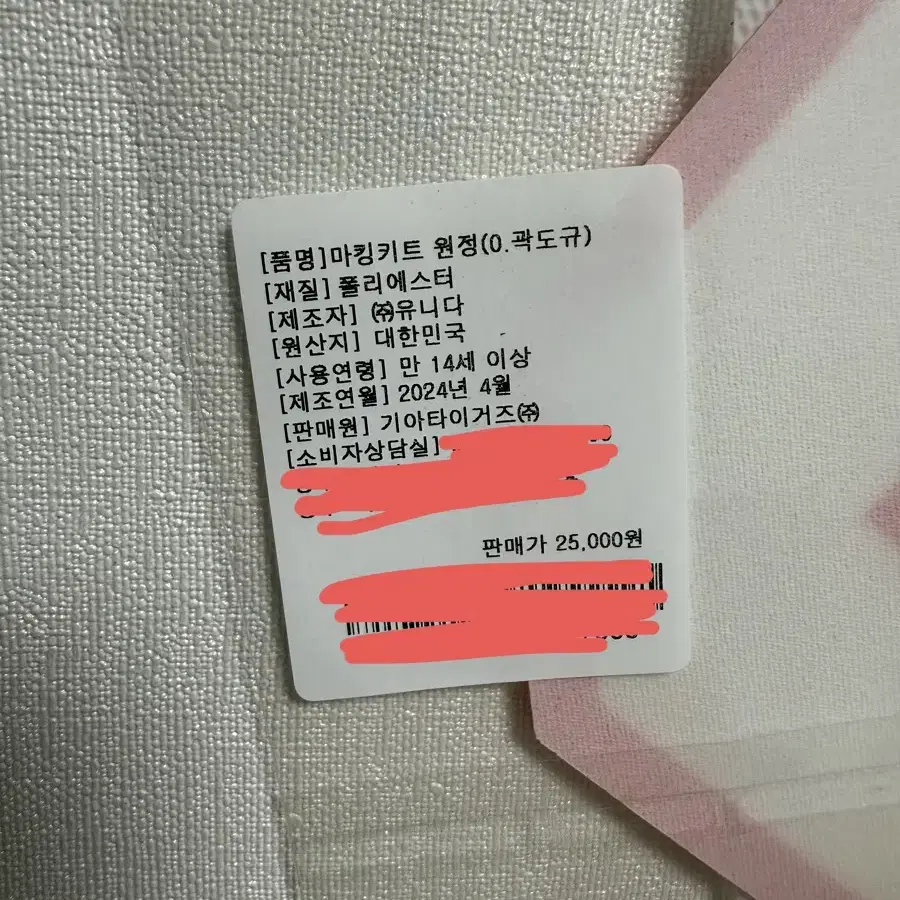 [품명]마킹키트 원정(0.곽도규)
[재질]폴리에스터
[제조자] ㈜유니다
[원산지] 대한민국
[사용연령] 만 14세 이상
[제조연월] 2024년 4월
[판매원] 기아타이거즈㈜
[소비자상담실]
판매가 25,000원